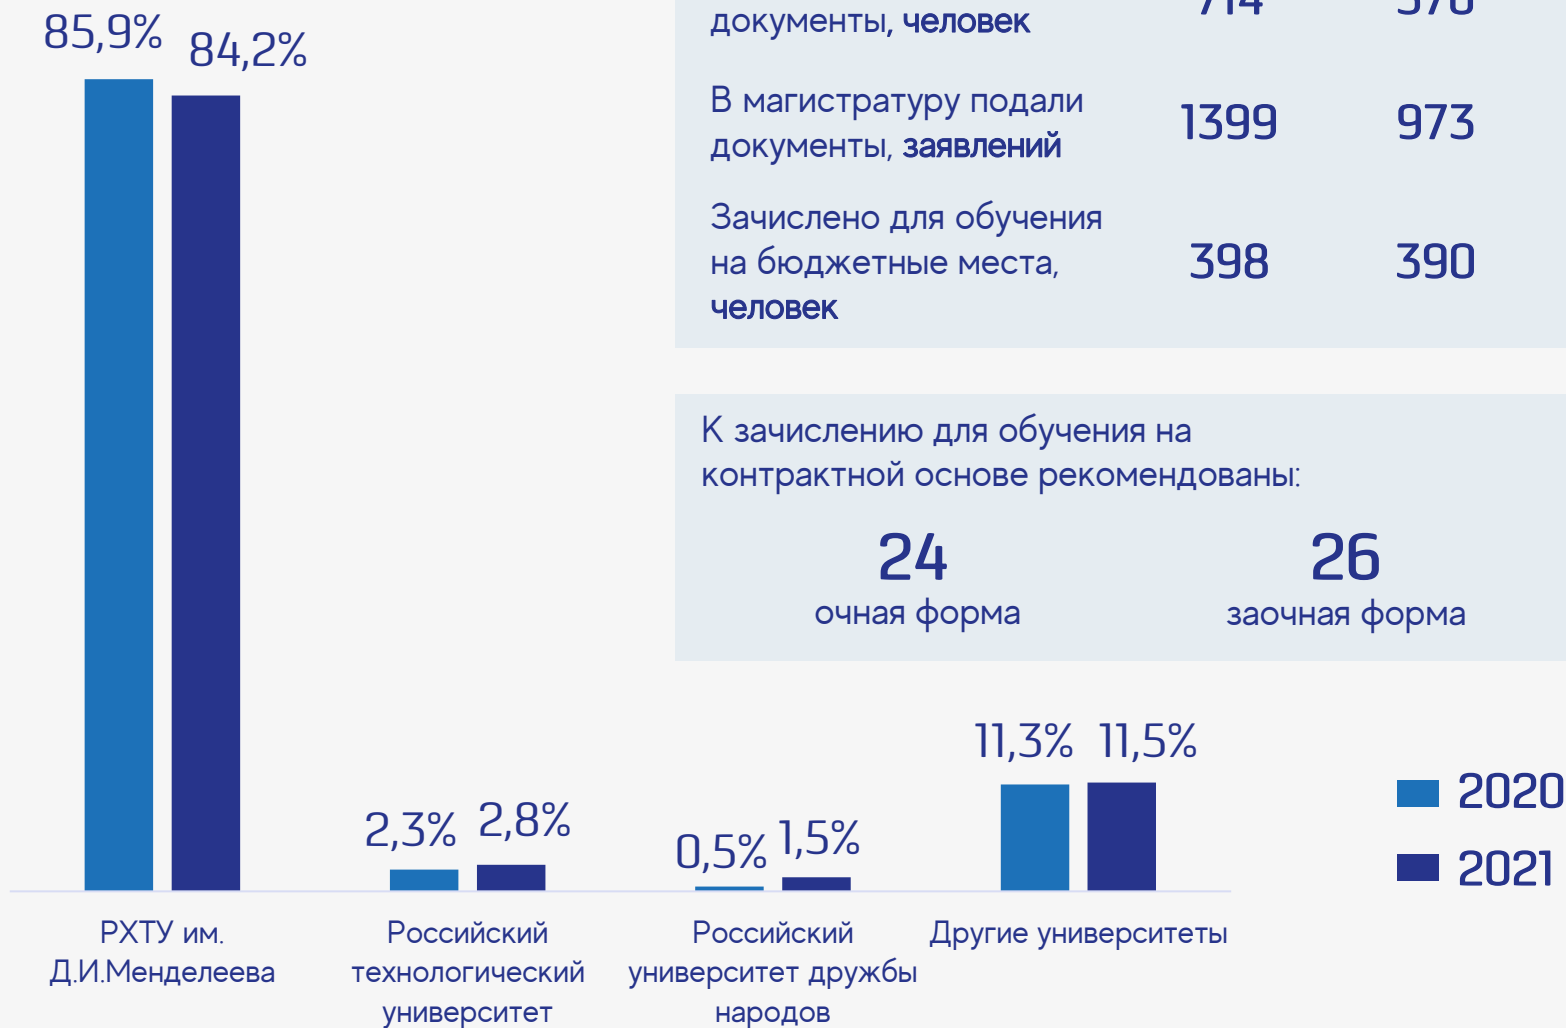 85,9%
84,2%
документы, человек
714
В магистратуру подали
документы, заявлений
1399
973
Зачислено для обучения
на бюджетные места,
человек
398
390
К зачислению для обучения на
контрактной основе рекомендованы:
24
очная форма
26
заочная форма
2,3%
2,8%
0,5%
1,5%
11,3%
11,5%
2020
2021
РХТУ им.
Д.И.Менделеева
Российский
технологический
университет
Российский
университет дружбы
народов
Другие университеты